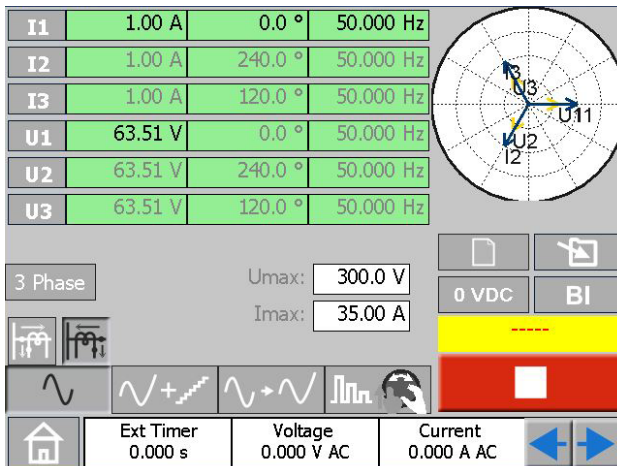 I1 1.00 A 0.0 ° 50.000 Hz
I2 1.00 A 240.0 ° 50.000 Hz
I3 1.00 A 120.0 ° 50.000 Hz
U1 63.51 V 0.0 ° 50.000 Hz
U2 63.51 V 240.0 ° 50.000 Hz
U3 63.51 V 120.0 ° 50.000 Hz
I3
U3
U11
U2
I2
3 Phase
Umax: 300.0 V
Imax: 35.00 A
0 VDC BI
-----
Ext Timer Voltage Current
0.000 s 0.000 V AC 0.000 A AC